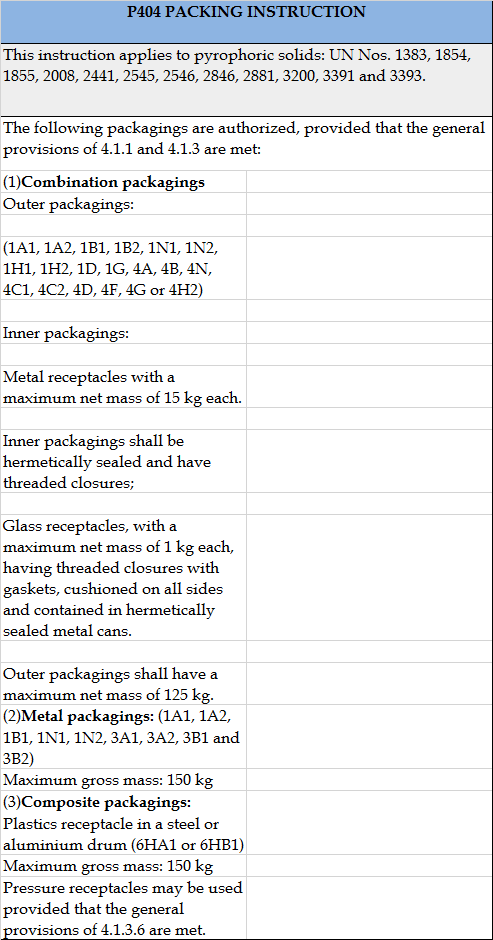 P404 PACKING INSTRUCTION
This instruction applies to pyrophoric solids: UN Nos. 1383, 1854,
1855, 2008, 2441, 2545, 2546, 2846, 2881, 3200, 3391 and 3393.
The following packagings are authorized, provided that the general
provisions of 4.1.1 and 4.1.3 are met:
(1)Combination packagings
Outer packagings:
(1A1, 1A2, 1B1, 1B2, 1N1, 1N2,
1H1, 1H2, 1D, 1G, 4A, 4B, 4N,
4C1, 4C2, 4D, 4F, 4G or 4H2)
Inner packagings:
Metal receptacles with a
maximum net mass of 15 kg each.
Inner packagings shall be
hermetically sealed and have
threaded closures;
Glass receptacles, with a
maximum net mass of 1 kg each,
having threaded closures with
gaskets, cushioned on all sides
and contained in hermetically
sealed metal cans.
Outer packagings shall have a
maximum net mass of 125 kg.
(2)Metal packagings: (1A1, 1A2,
1B1, 1N1, 1N2, 3A1, 3A2, 3B1 and
3B2)
Maximum gross mass: 150 kg
(3)Composite packagings:
Plastics receptacle in a steel or
aluminium drum (6HA1 or 6HB1)
Maximum gross mass: 150 kg
Pressure receptacles may be used
provided that the general
provisions of 4.1.3.6 are met.